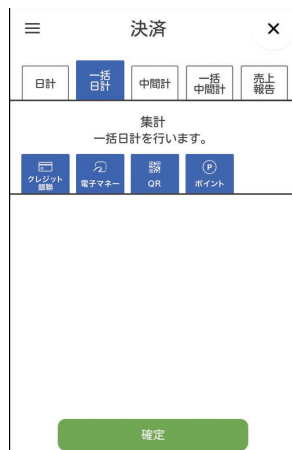 決済
日計
一括
日計
中間計
一括
中間計
売上
報告
集計
一括日計を行います。
クレジット
銀聯
電子マネー
QR
P
ポイント
確定